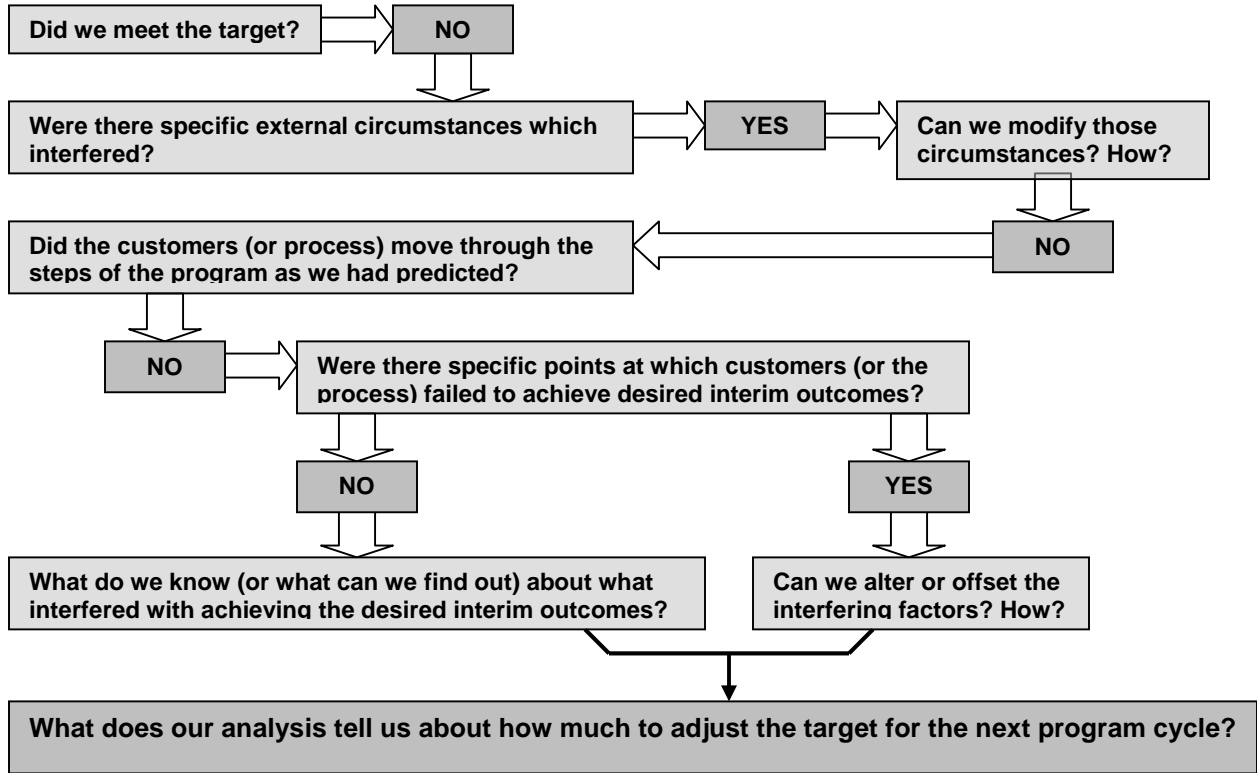 Did we meet the target?
NO
Were there specific external circumstances which
interfered?
YES
Can we modify those
circumstances? How?
NO
Did the customers (or process) move through the
steps of the program as we had predicted?
NO
Were there specific points at which customers (or the
process) failed to achieve desired interim outcomes?
NO
YES
What do we know (or what can we find out) about what
interfered with achieving the desired interim outcomes?
Can we alter or offset the
interfering factors? How?
What does our analysis tell us about how much to adjust the target for the next program cycle?